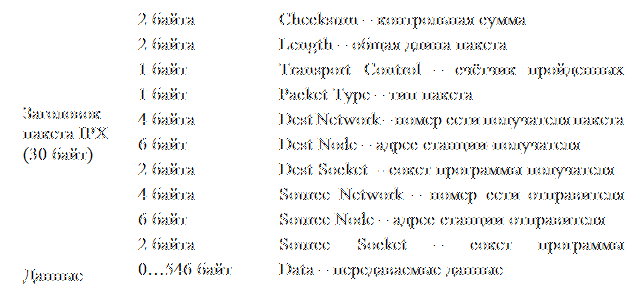 2 байта Checksum - контрольная сумма
2 байта Length - общая длина пакета
1 байт Transport Control - счётчик пройденных
1 байт Packet Type - тип пакета
Заголовок пакета IPX (30 байт)
4 байта Dest Network - номер сети получателя пакета
6 байт Dest Node - адрес станции получателя
2 байта Dest Socket - сокет программы получателя
4 байта Source Network - номер сети отправителя
6 байт Source Node - адрес станции отправителя
2 байта Source Socket - сокет программы
Данные 0…546 байт Data - передаваемые данные